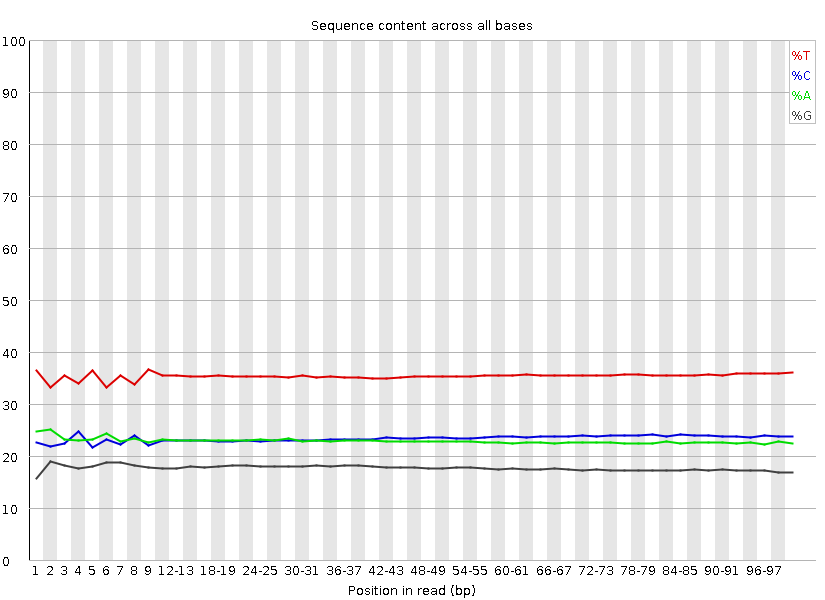 Sequence content across all bases
100
90
80
70
60
50
40
30
20
10
0
%T
%C
%A
%G
1 2 3 4 5 6 7 8 9 12-13 18-19 24-25 30-31 36-37 42-43 48-49 54-55 60-61 66-67 72-73 78-79 84-85 90-91 96-97
Position in read (bp)